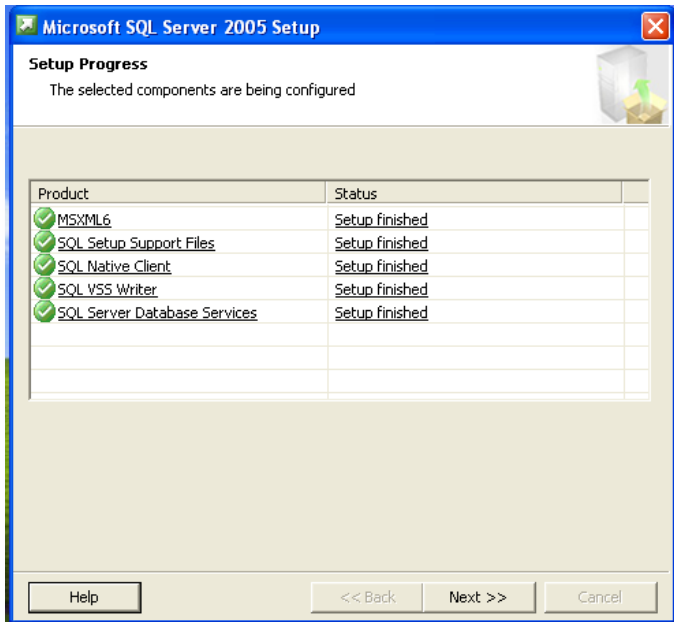 Microsoft SQL Server 2005 Setup
Setup Progress
The selected components are being configured
Product Status
MSXML6 Setup finished
SQL Setup Support Files Setup finished
SQL Native Client Setup finished
SQL VSS Writer Setup finished
SQL Server Database Services Setup finished
Help << Back Next >> Cancel